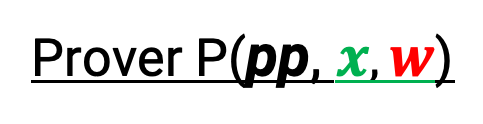 Prover P(pp, x, w)